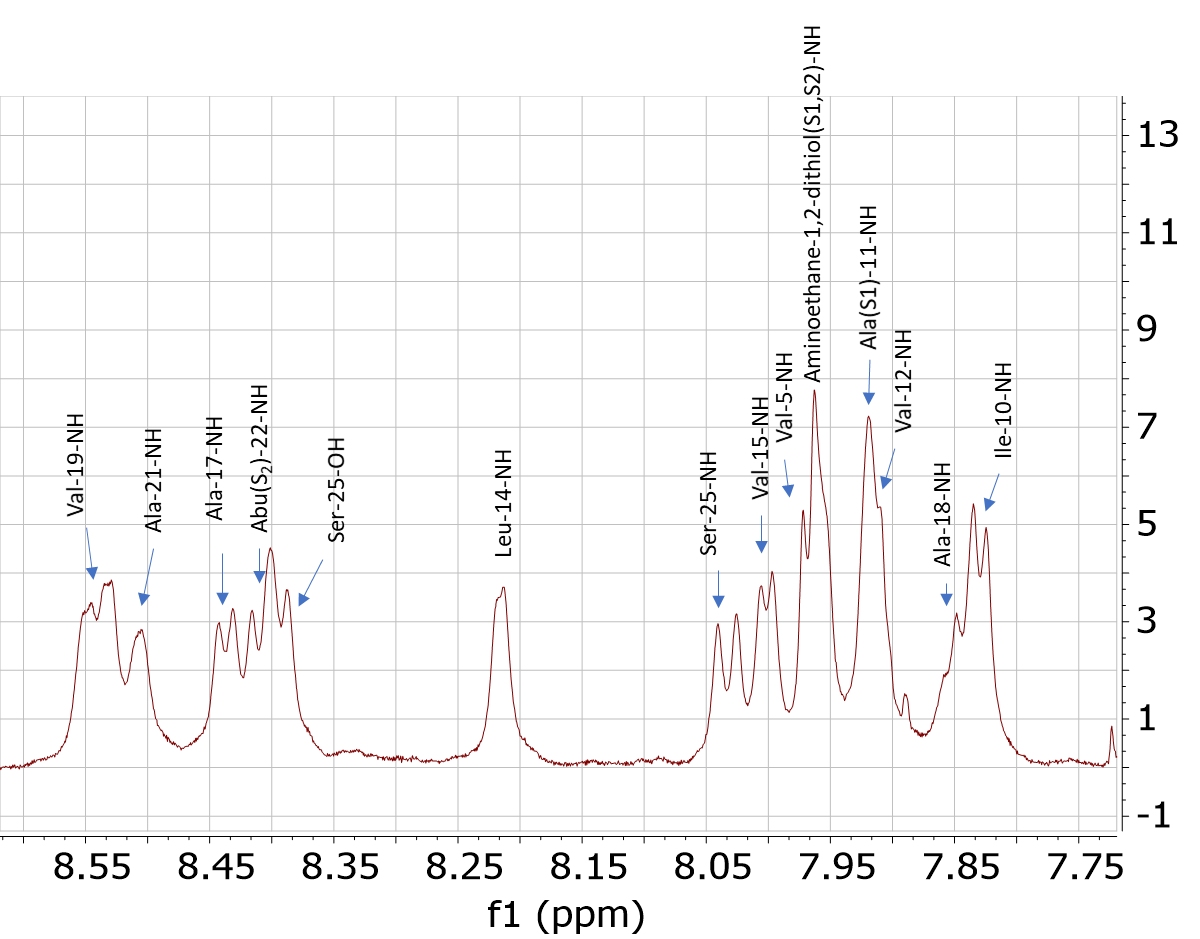 Val-19-NH
Ala-21-NH
Ala-17-NH
Abu(S₂)-22-NH
Ser-25-OH
Leu-14-NH
Ser-25-NH
Val-15-NH
Val-5-NH
Aminoethane-1,2-dithiol(S1,S2)-NH
Ala(S1)-11-NH
Val-12-NH
Ala-18-NH
Ile-10-NH
13
11
9
7
5
3
1
-1
8.55 8.45 8.35 8.25 8.15 8.05 7.95 7.85 7.75
f1 (ppm)